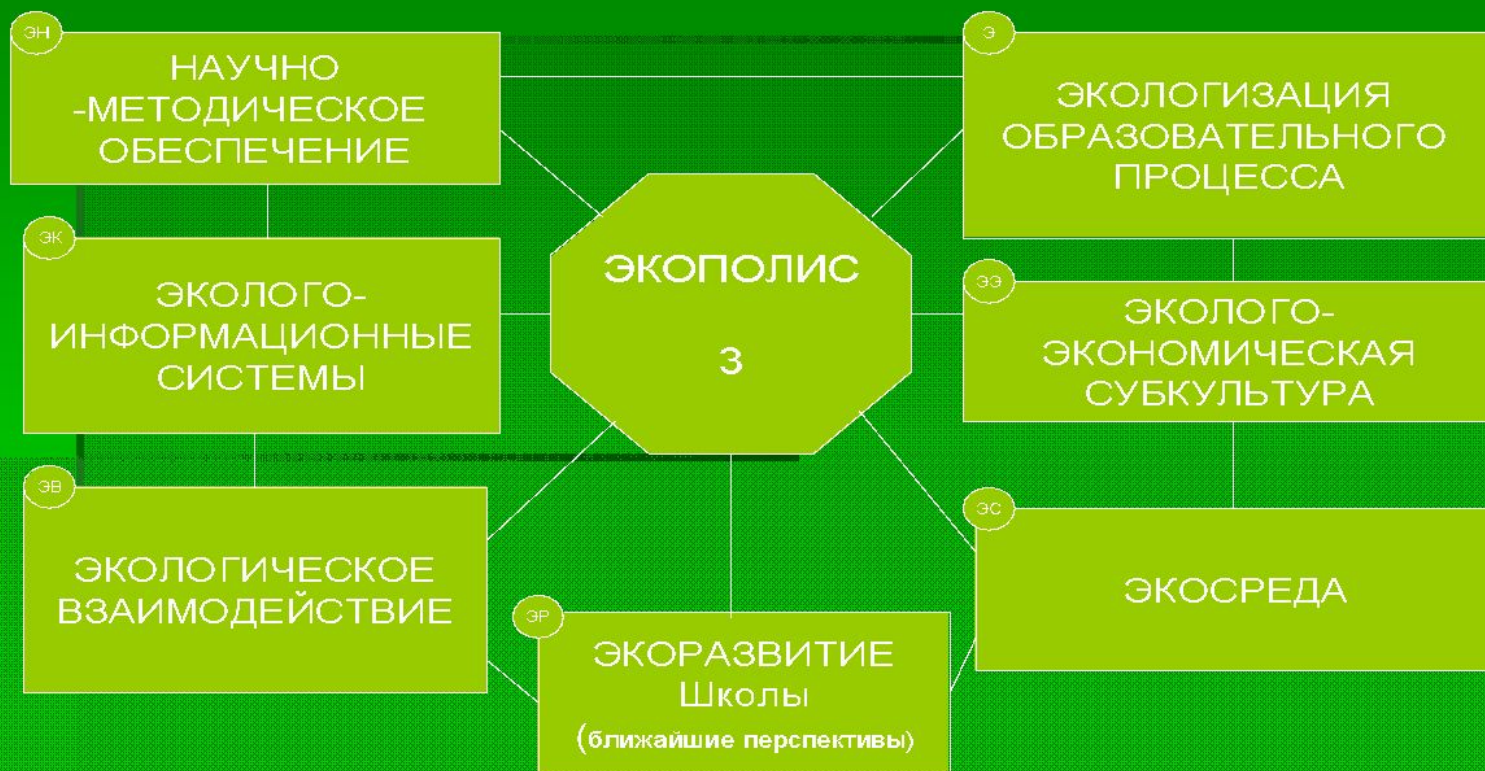 ЭН
НАУЧНО
-МЕТОДИЧЕСКОЕ
ОБЕСПЕЧЕНИЕ
Э
ЭКОЛОГИЗАЦИЯ
ОБРАЗОВАТЕЛЬНОГО
ПРОЦЕССА
ЭК
ЭКОЛОГО-
ИНФОРМАЦИОННЫЕ
СИСТЕМЫ
ЭКОПОЛИС
3
ЭЭ
ЭКОЛОГО-
ЭКОНОМИЧЕСКАЯ
СУБКУЛЬТУРА
ЭВ
ЭКОЛОГИЧЕСКОЕ
ВЗАИМОДЕЙСТВИЕ
ЭР
ЭКОРАЗВИТИЕ
Школы
(ближайшие перспективы)
ЭС
ЭКОСРЕДА